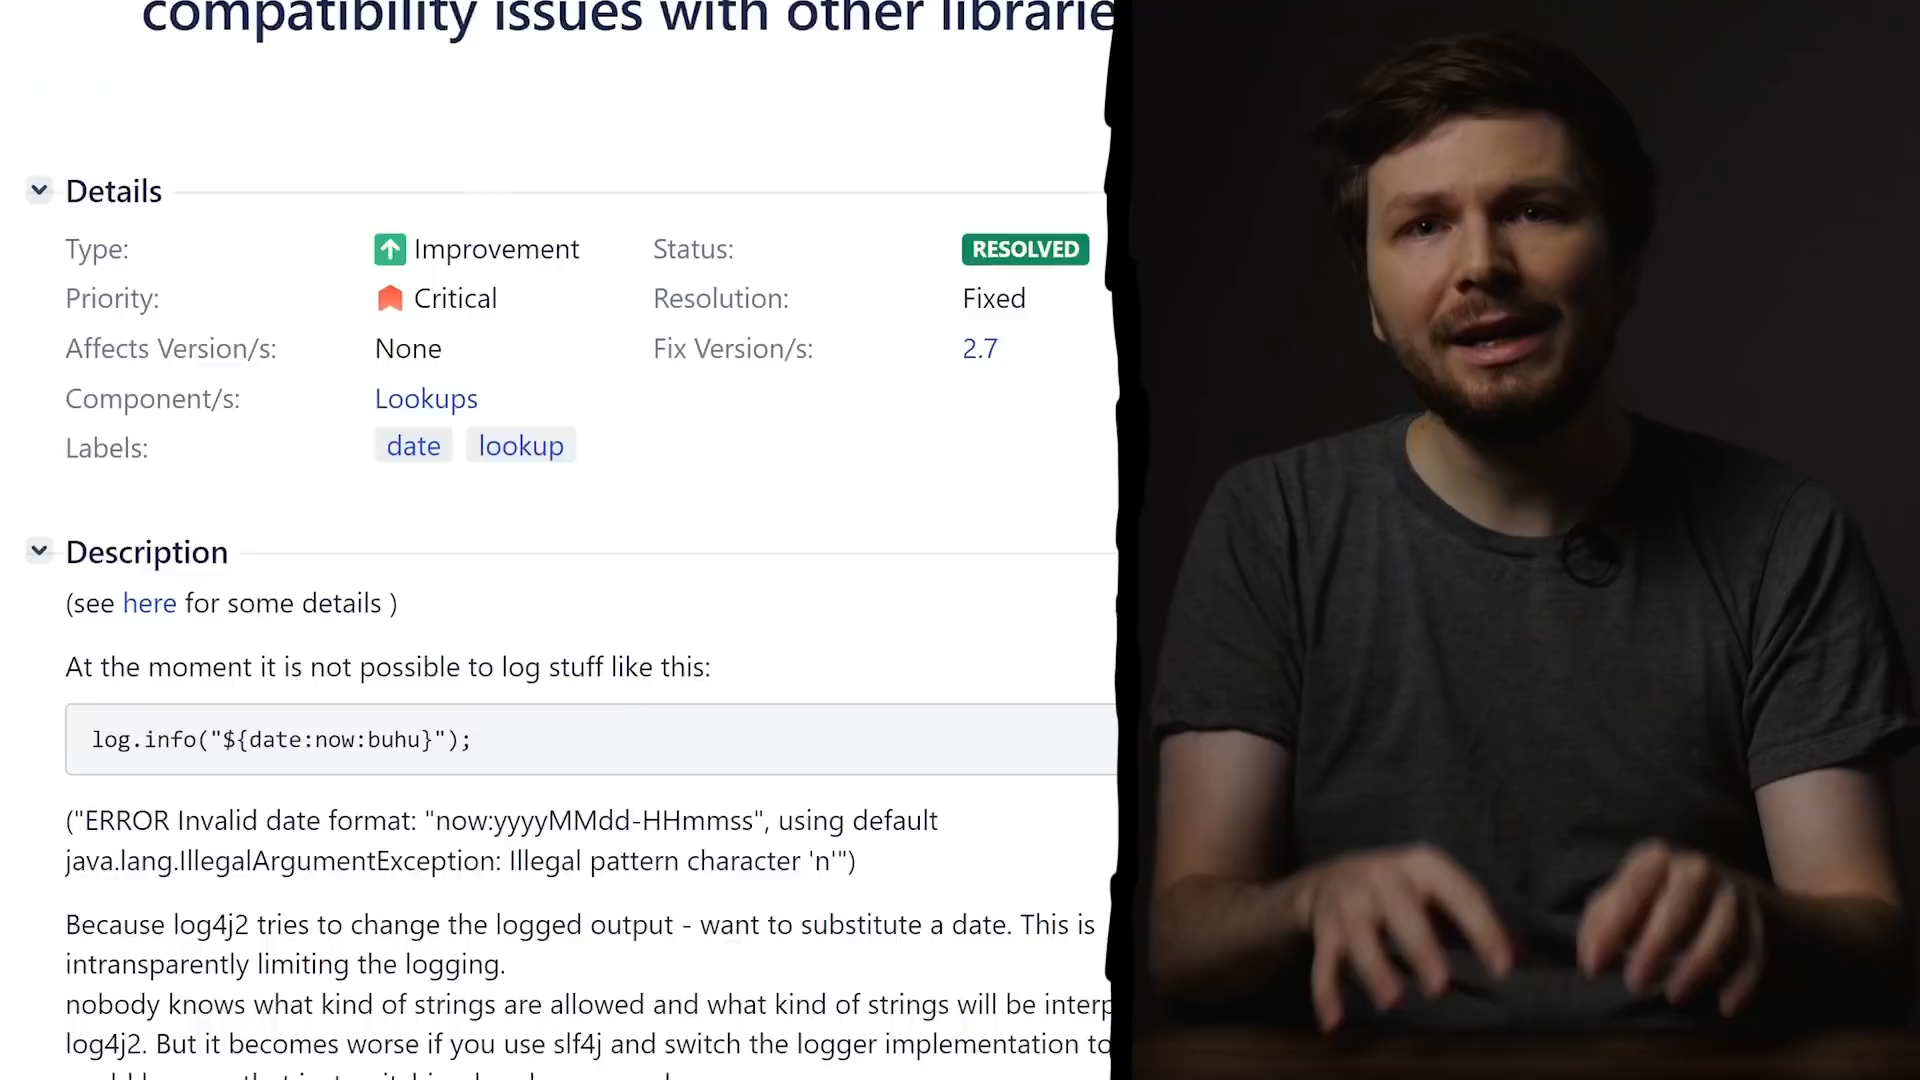 compatibility issues with other librarie
Details
Type: Improvement Status: RESOLVED
Priority: Critical Resolution: Fixed
Affects Version/s: None Fix Version/s: 2.7
Component/s: Lookups
Labels: date lookup
Description
(see here for some details )
At the moment it is not possible to log stuff like this:
log.info("${date:now:buhu}");
("ERROR Invalid date format: "now:yyyyMMdd-HHmmss", using default
java.lang.IllegalArgumentException: Illegal pattern character 'n'")
Because log4j2 tries to change the logged output - want to substitute a date. This is
intransparently limiting the logging.
nobody knows what kind of strings are allowed and what kind of strings will be interp
log4j2. But it becomes worse if you use slf4j and switch the logger implementation to